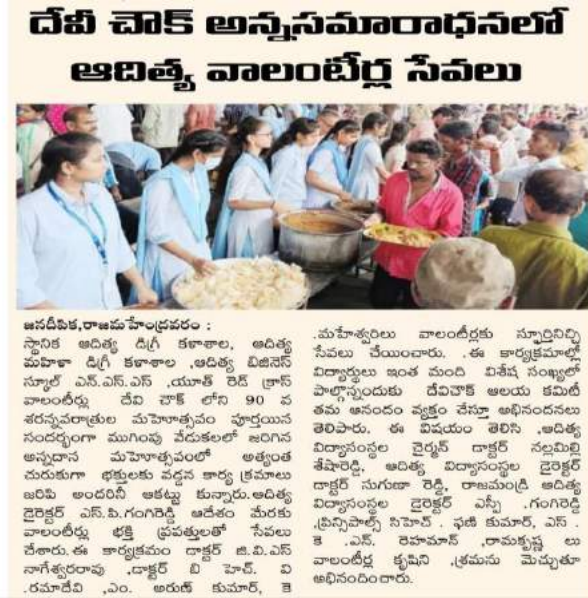 దేవీ చౌక్ అన్నసమారాధనలో
ఆదిత్య వాలంటీర్ల సేవలు
జనదీపిక,రాజమహేంద్రవరం :
స్థానిక ఆదిత్య డిగ్రీ కళాశాల, ఆదిత్య
మహిళా డిగ్రీ కళాశాల ,ఆదిత్య బిజినెస్
స్కూల్ ఎన్.ఎస్.ఎస్ ,యూత్ రెడ్ క్రాస్
వాలంటీర్లు దేవి చౌక్ లోని 90 వ
శరన్నవరాత్రుల మహెూత్సవం పూర్తయిన
సందర్భంగా ముగింపు వేడుకలలో జరిగిన
అన్నదాన మహెూత్సవంలో అత్యంత
చురుకుగా భక్తులకు వడ్డన కార్య క్రమాలు
జరిపి అందరినీ ఆకట్టు కున్నారు.ఆదిత్య
డైరెక్టర్ ఎస్.పి.గంగిరెడ్డి ఆదేశం మేరకు
వాలంటీర్లు భక్తి ప్రపత్తులతో సేవలు
చేశారు.ఈ కార్యక్రమం డాక్టర్ జి.వి.ఎస్
నాగేశ్వరరావు ,డాక్టర్ బి హెచ్. వి
.రమాదేవి ,ఎం. అరుణ్ కుమార్, కె
.మహేశ్వరిలు వాలంటీర్లకు స్ఫూర్తినిచ్చి
సేవలు చేయించారు. .ఈ కార్యక్రమాల్లో
విద్యార్థులు ఇంత మంది విశేష సంఖ్యలో
పాల్గొన్నందుకు దేవిచౌక్ ఆలయ కమిటీ
తమ ఆనందం వ్యక్తం చేస్తూ అభినందనలు
తెలిపారు. ఈ విషయం తెలిసి ,ఆదిత్య
విద్యాసంస్థల చైర్మన్ డాక్టర్ నల్లమిల్లి
శేషారెడ్డి, ఆదిత్య విద్యాసంస్థల డైరెక్టర్
డాక్టర్ సుగుణా రెడ్డి, రాజమండ్రి ఆదిత్య
విద్యాసంస్థల డైరెక్టర్ ఎస్పీ .గంగిరెడ్డి
,ప్రిన్సిపాల్స్ సిహెచ్ . ఫణి కుమార్, ఎస్ .
కె .ఎన్. రెహమాన్ ,రామకృష్ణ లు
వాలంటీర్ల కృషిని ,శ్రమను మెచ్చుతూ
అభినందించారు.